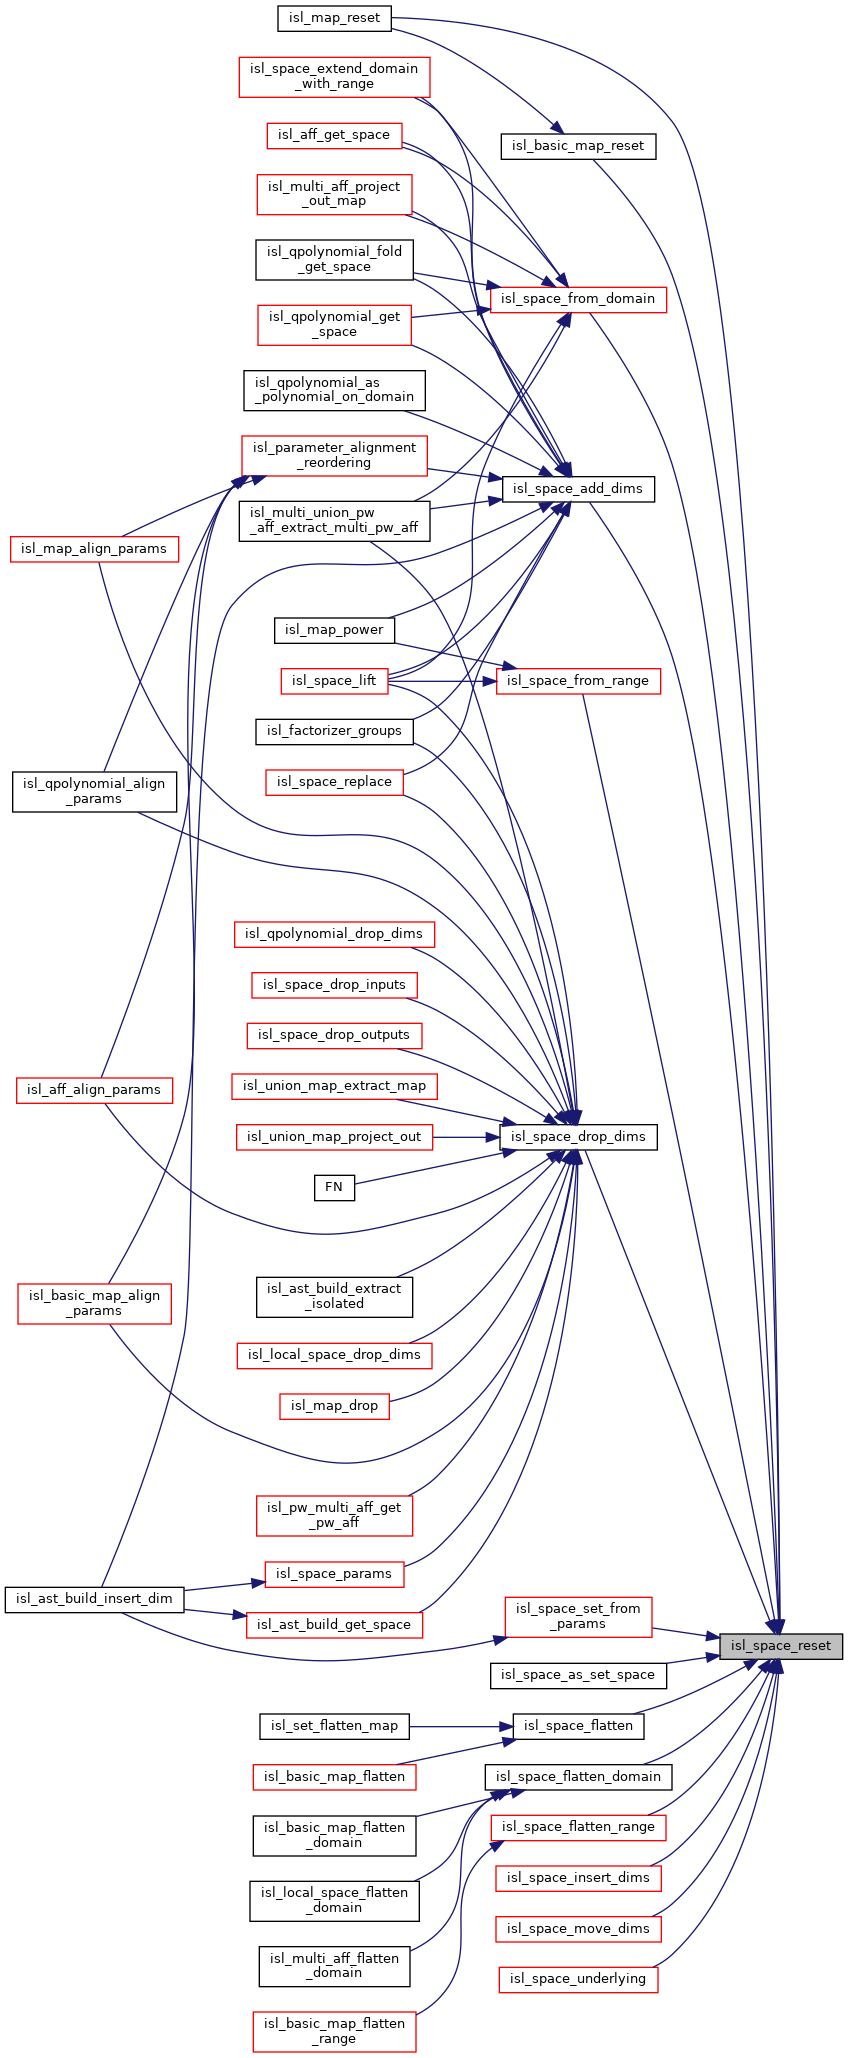 isl_map_reset
isl_space_extend_domain
_with_range
isl_aff_get_space
isl_basic_map_reset
isl_multi_aff_project
_out_map
isl_qpolynomial_fold
_get_space
isl_space_from_domain
isl_qpolynomial_get
_space
isl_qpolynomial_as
_polynomial_on_domain
isl_parameter_alignment
_reordering
isl_space_add_dims
isl_multi_union_pw
_aff_extract_multi_pw_aff
isl_map_align_params
isl_map_power
isl_space_lift
isl_space_from_range
isl_factorizer_groups
isl_space_replace
isl_qpolynomial_align
_params
isl_qpolynomial_drop_dims
isl_space_drop_inputs
isl_space_drop_outputs
isl_union_map_extract_map
isl_aff_align_params
isl_union_map_project_out
isl_space_drop_dims
FN
isl_ast_build_extract
_isolated
isl_basic_map_align
_params
isl_local_space_drop_dims
isl_map_drop
isl_pw_multi_aff_get
_pw_aff
isl_space_params
isl_ast_build_insert_dim
isl_ast_build_get_space
isl_space_set_from
_params
isl_space_reset
isl_space_as_set_space
isl_set_flatten_map
isl_space_flatten
isl_basic_map_flatten
isl_space_flatten_domain
isl_basic_map_flatten
_domain
isl_space_flatten_range
isl_local_space_flatten
_domain
isl_space_insert_dims
isl_space_move_dims
isl_multi_aff_flatten
_domain
isl_space_underlying
isl_basic_map_flatten
_range